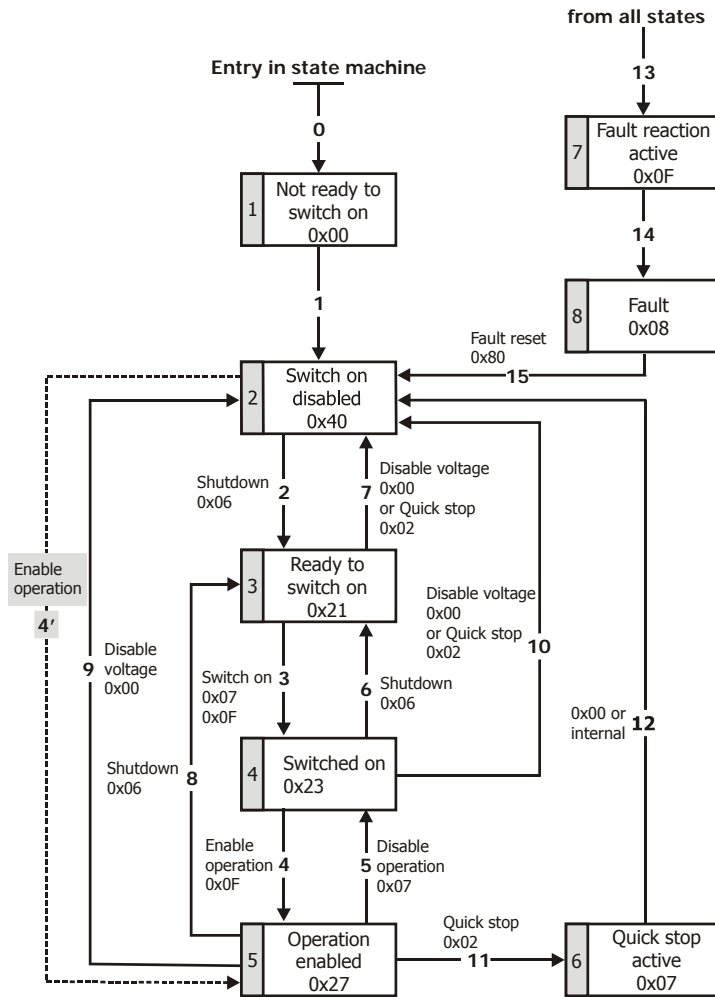 from all states
13
Entry in state machine
0
7
Fault reaction
active
0x0F
1
Not ready to
switch on
0x00
14
8
Fault
0x08
1
Fault reset
0x80
15
2
Switch on
disabled
0x40
Shutdown
0x06
2
7
Disable voltage
0x00
or Quick stop
0x02
3
Ready to
switch on
0x21
Enable
operation
4'
9
Disable
voltage
0x00
Disable voltage
0x00
or Quick stop
0x02
10
Switch on
0x07
0x0F
3
6
Shutdown
0x06
0x00 or
internal
12
4
Switched on
0x23
Shutdown
0x06
8
Enable
operation
0x0F
4
5
Disable
operation
0x07
5
Operation
enabled
0x27
Quick stop
0x02
11
6
Quick stop
active
0x07